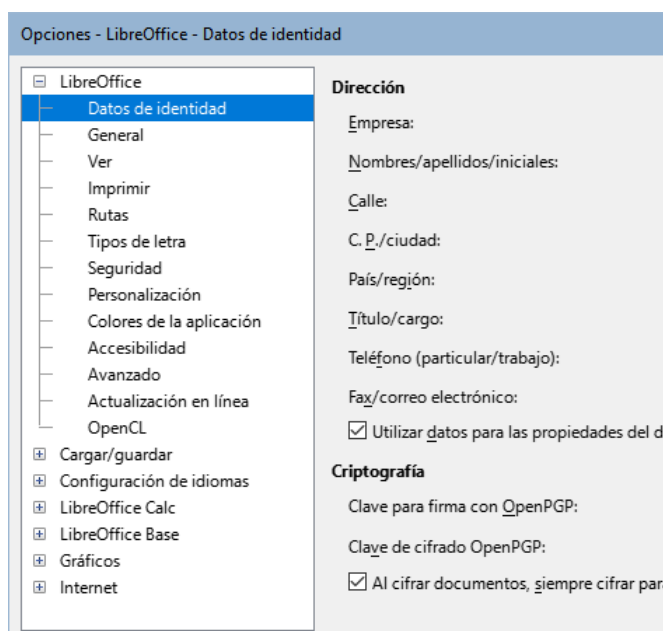 Opciones - LibreOffice - Datos de identidad
LibreOffice
Datos de identidad
General
Ver
Imprimir
Rutas
Tipos de letra
Seguridad
Personalización
Colores de la aplicación
Accesibilidad
Avanzado
Actualización en línea
OpenCL
Cargar/guardar
Configuración de idiomas
LibreOffice Calc
LibreOffice Base
Gráficos
Internet
Dirección
Empresa:
Nombres/apellidos/iniciales:
Calle:
C. P./ciudad:
País/región:
Título/cargo:
Teléfono (particular/trabajo):
Fax/correo electrónico:
Utilizar datos para las propiedades del d
Criptografía
Clave para firma con OpenPGP:
Clave de cifrado OpenPGP:
Al cifrar documentos, siempre cifrar para